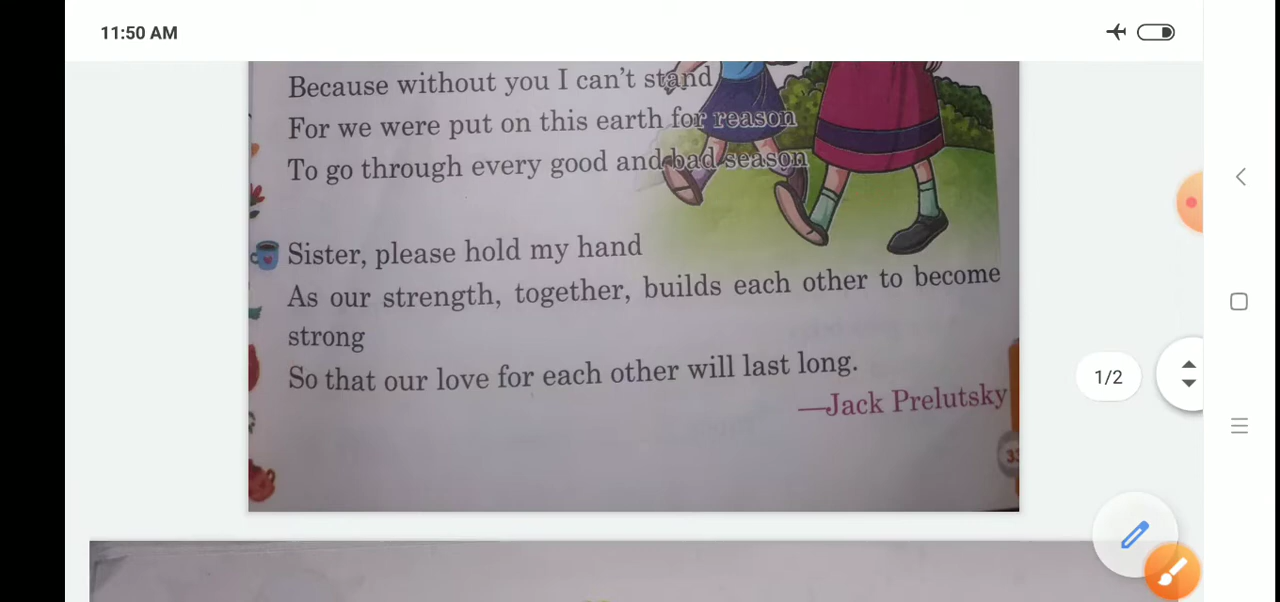 11:50 AM
Because without you I can't stand
For we were put on this earth for reason
To go through every good and bad season
Sister, please hold my hand
As our strength, together, builds each other to become
strong
So that our love for each other will last long.
—Jack Prelutsky
1/2